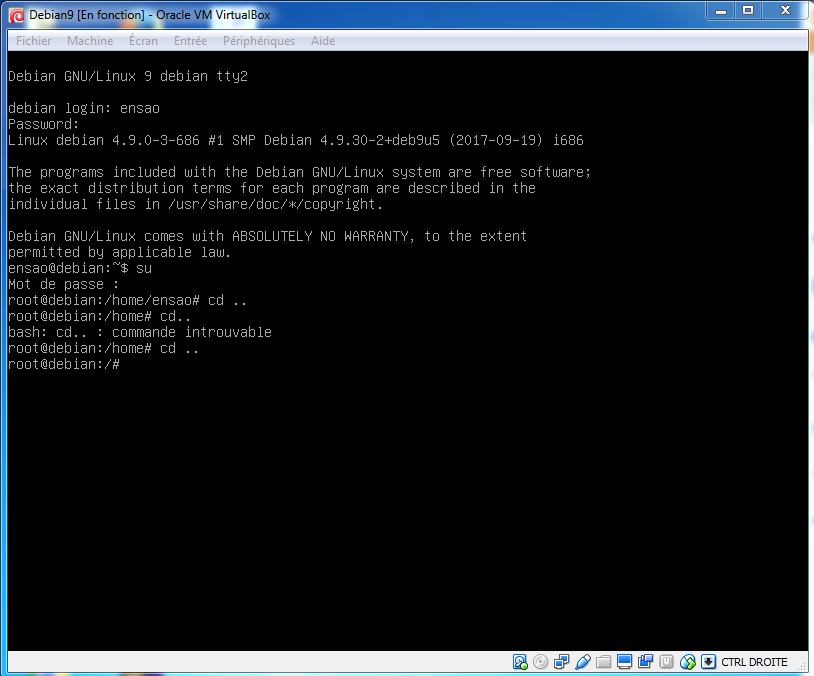 Debian9 [En fonction] - Oracle VM VirtualBox
Fichier Machine Écran Entrée Périphériques Aide
Debian GNU/Linux 9 debian tty2
debian login: ensao
Password:
Linux debian 4.9.0-3-686 #1 SMP Debian 4.9.30-2+deb9u5 (2017-09-19) i686
The programs included with the Debian GNU/Linux system are free software;
the exact distribution terms for each program are described in the
individual files in /usr/share/doc/*/copyright.
Debian GNU/Linux comes with ABSOLUTELY NO WARRANTY, to the extent
permitted by applicable law.
ensao@debian:~$ su
Mot de passe :
root@debian:/home/ensao# cd ..
root@debian:/home# cd..
bash: cd.. : commande introuvable
root@debian:/home# cd ..
root@debian:/#
CTRL DROITE